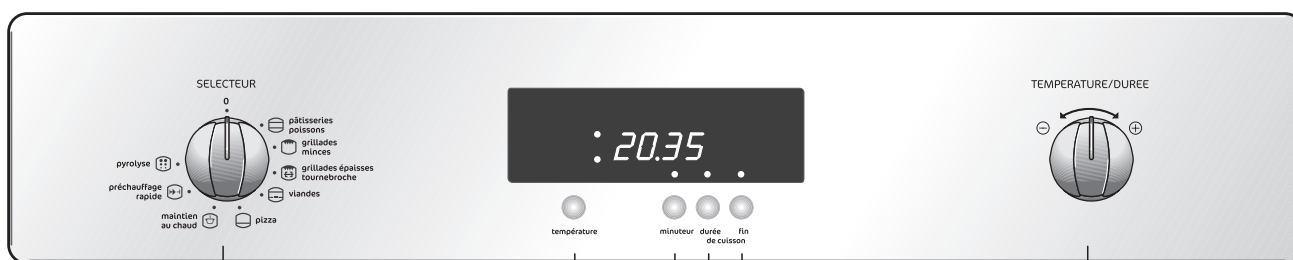 SELECTEUR
0
pâtisseries
poissons
grillades
minces
grillades épaisses
tournebroche
viandes
pizza
maintien
au chaud
préchauffage
rapide
pyrolyse
20.35
température
minuteur
durée
de cuisson
fin
TEMPERATURE/DUREE